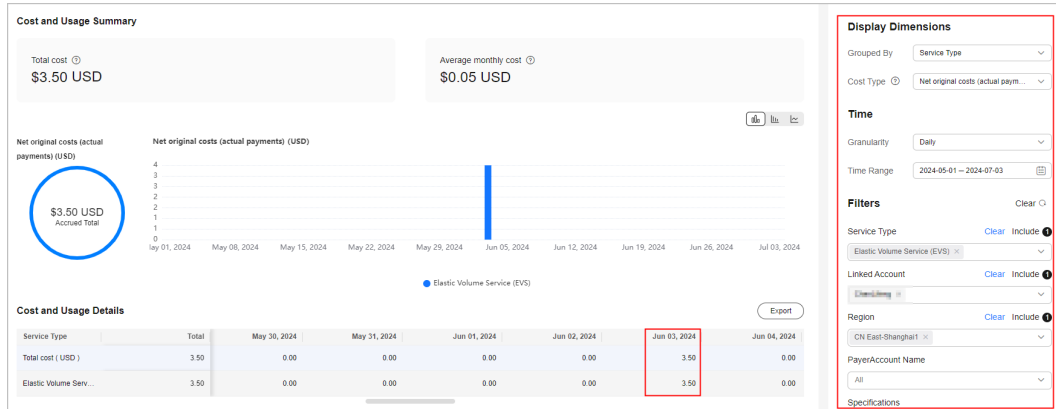 Cost and Usage Summary
Total cost
$3.50 USD
Average monthly cost
$0.05 USD
Net original costs (actual
payments) (USD)
$3.50 USD
Accrued Total
Net original costs (actual payments) (USD)
4
3
3
2
2
1
1
0
lay 01, 2024 May 08, 2024 May 15, 2024 May 22, 2024 May 29, 2024 Jun 05, 2024 Jun 12, 2024 Jun 19, 2024 Jun 26, 2024 Jul 03, 2024
Elastic Volume Service (EVS)
Cost and Usage Details
Export
Service Type Total May 30, 2024 May 31, 2024 Jun 01, 2024 Jun 02, 2024 Jun 03, 2024 Jun 04, 2024
Total cost ( USD ) 3.50 0.00 0.00 0.00 0.00 3.50 0.00
Elastic Volume Serv... 3.50 0.00 0.00 0.00 0.00 3.50 0.00
Display Dimensions
Grouped By Service Type
Cost Type Net original costs (actual paym...
Time
Granularity Daily
Time Range 2024-05-01 – 2024-07-03
Filters Clear
Service Type Clear Include 1
Elastic Volume Service (EVS) ×
Linked Account Clear Include 1
Region Clear Include 1
CN East-Shanghai1 ×
PayerAccount Name
All
Specifications